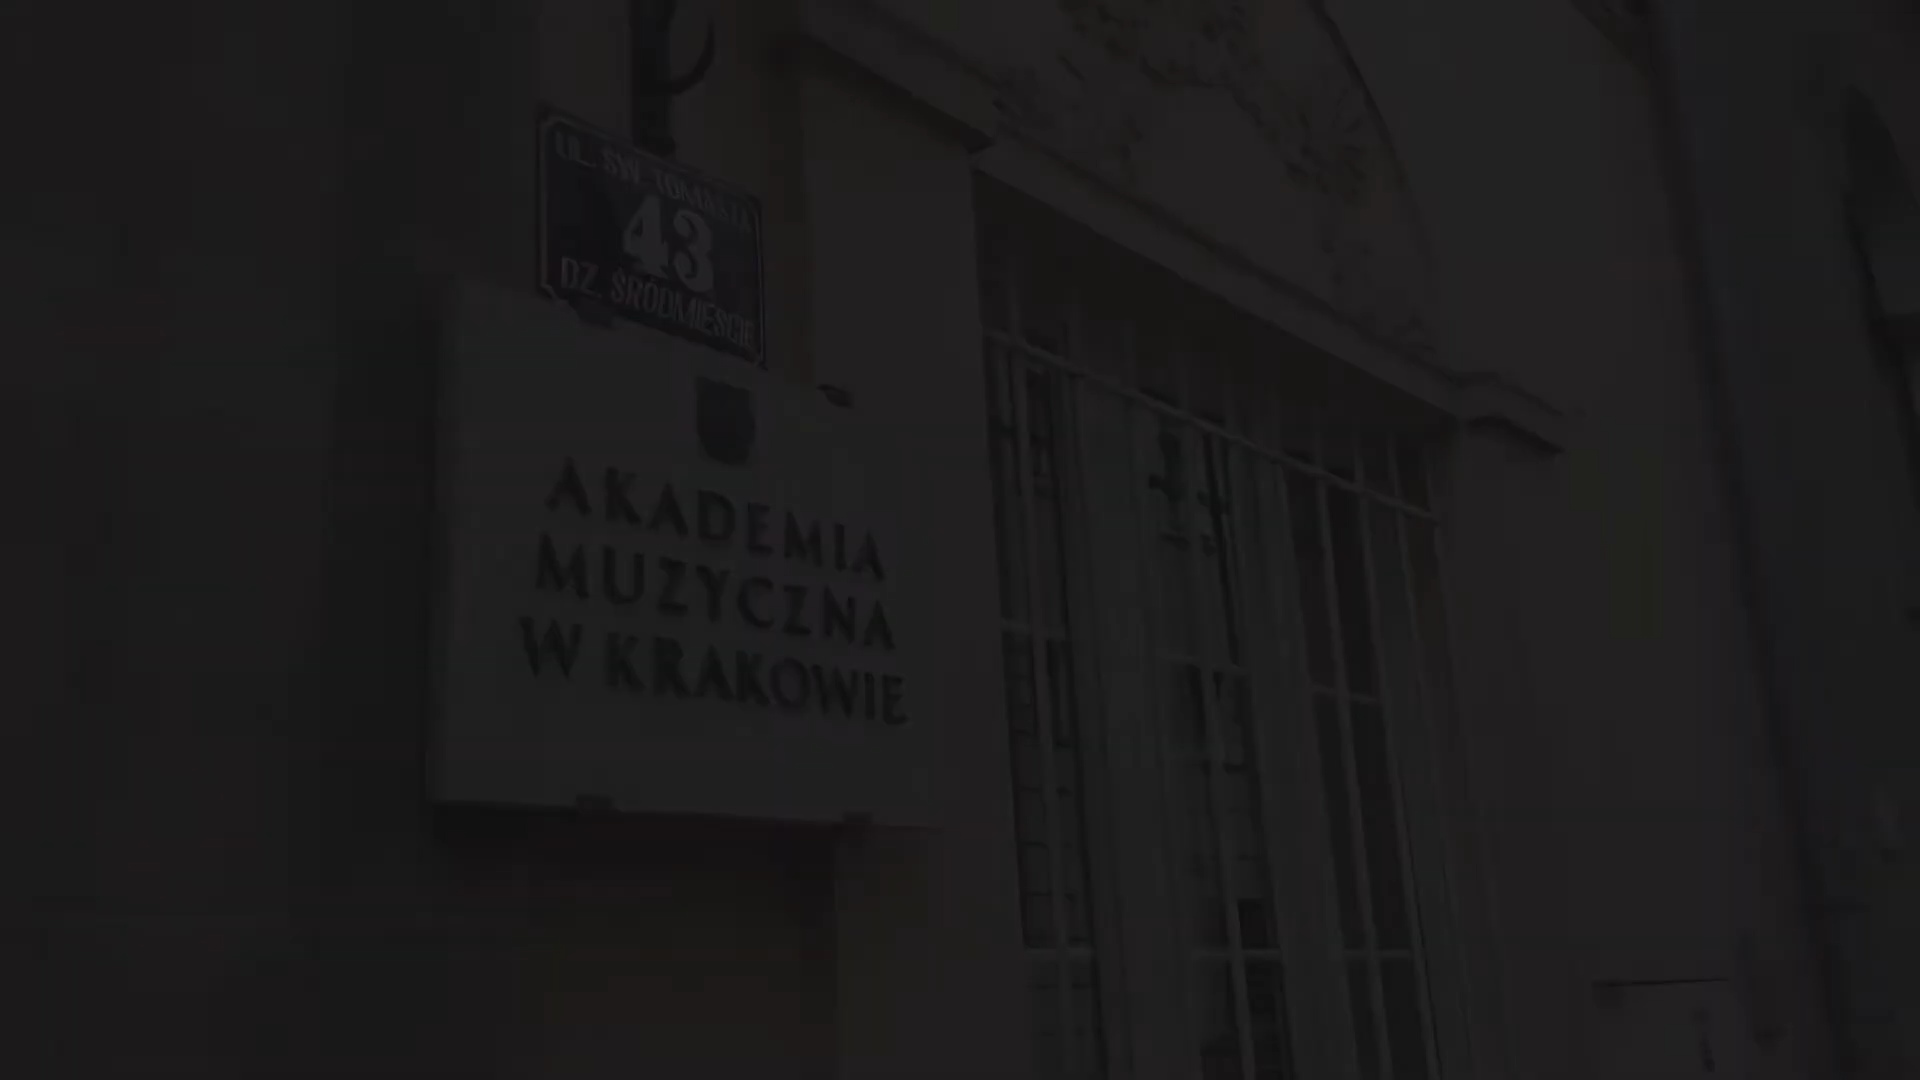 UL. ŚW. TOMASZA
43
DZ. ŚRÓDMIEŚCIE
AKADEMIA
MUZYCZNA
W KRAKOWIE